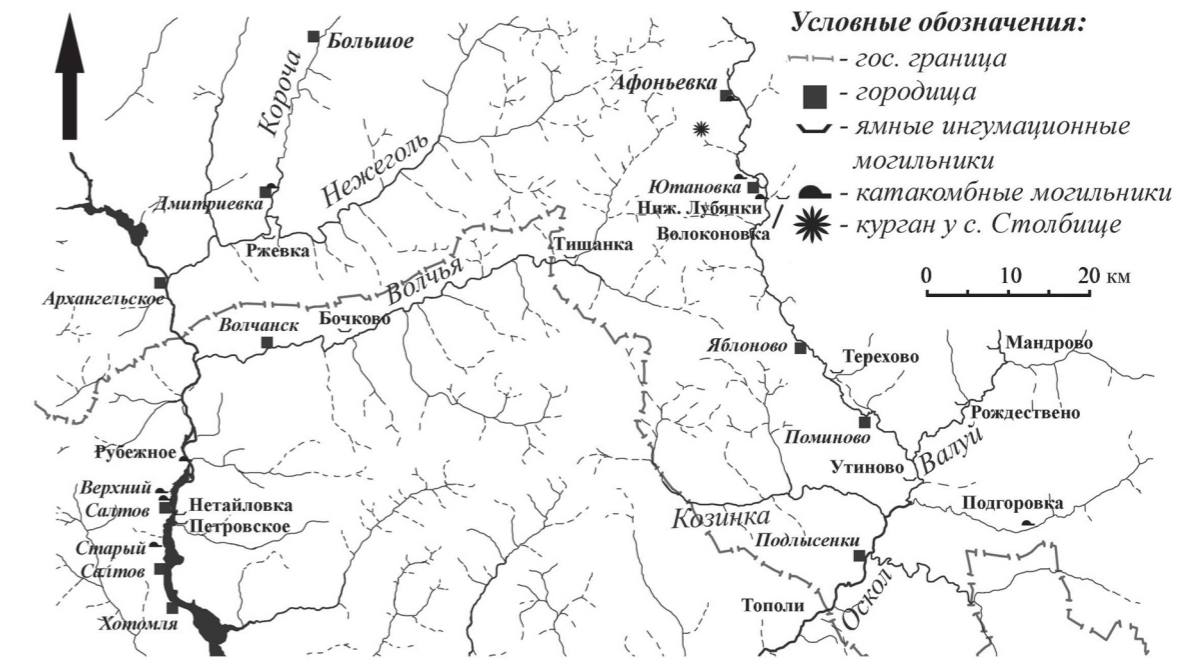 Условные обозначения:
- гос. граница
- городища
- ямные ингумационные
могильники
- катакомбные могильники
- курган у с. Столбище
0 10 20 км
Большое
Короча
Афоньевка
Нежеголь
Дмитриевка
Ютановка
Ниж. Лубянки
Волоконовка
Ржевка
Тишанка
Волчья
Архангельское
Волчанск
Бочково
Яблоново
Терехово
Мандрово
Рождествено
Поминово
Утиново
Валуй
Рубежное
Верхний
Салтов
Нетайловка
Петровское
Подгоровка
Козинка
Подлысенки
Старый
Салтов
Тополи
Оскол
Хотомля